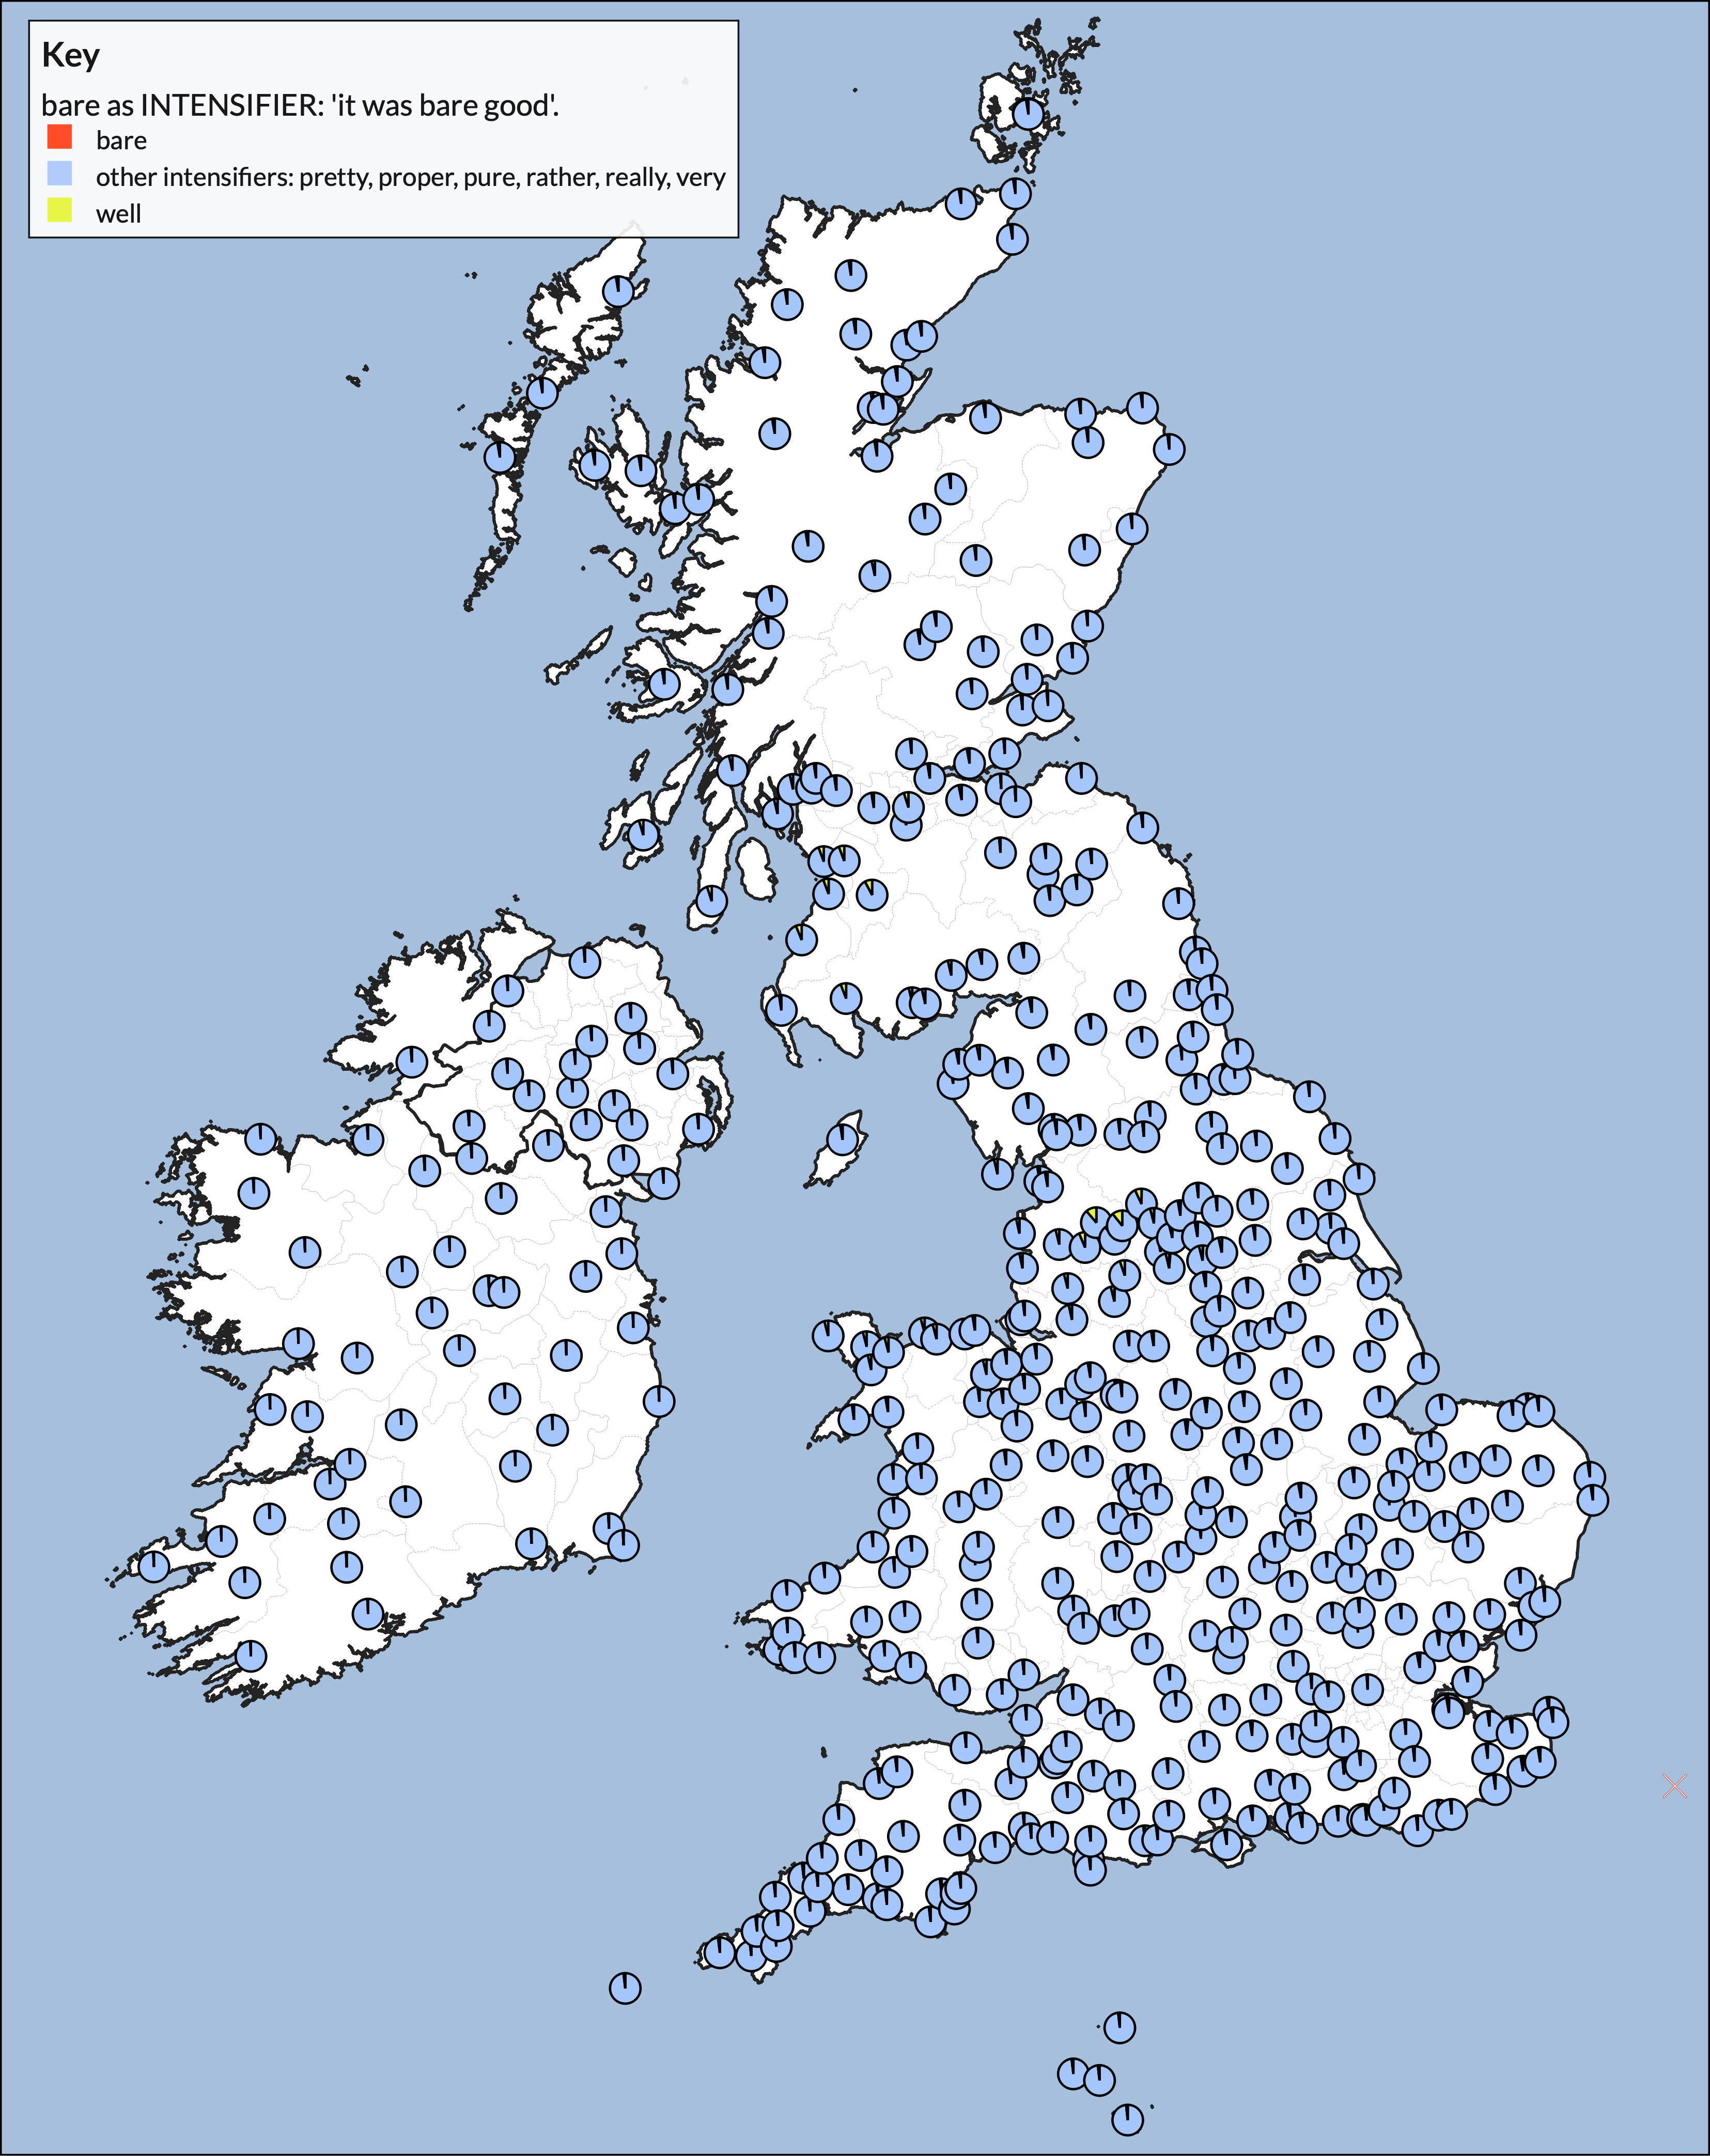 Key
bare as INTENSIFIER: 'it was bare good'.
bare
other intensifiers: pretty, proper, pure, rather, really, very
well